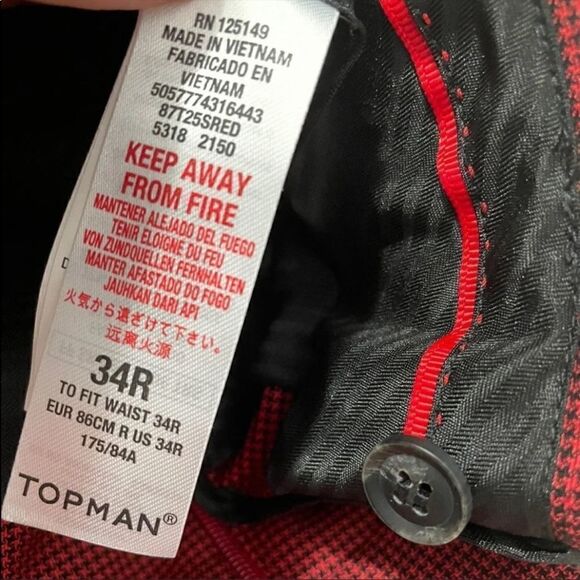 RN 125149
MADE IN VIETNAM
FABRICADO EN
VIETNAM
5057774316443
87T25SRED
5318 2150
KEEP AWAY
FROM FIRE
MANTENER ALEJADO DEL FUEGO
TENIR ELOIGNE DU FEU
VON ZUNDQUELLEN FERNHALTEN
MANTER AFASTADO DO FOGO
JAUHKAN DARI API
火気から遠ざけて下さい。
远离火源
34R
TO FIT WAIST 34R
EUR 86CM R US 34R
175/84A
TOPMAN®